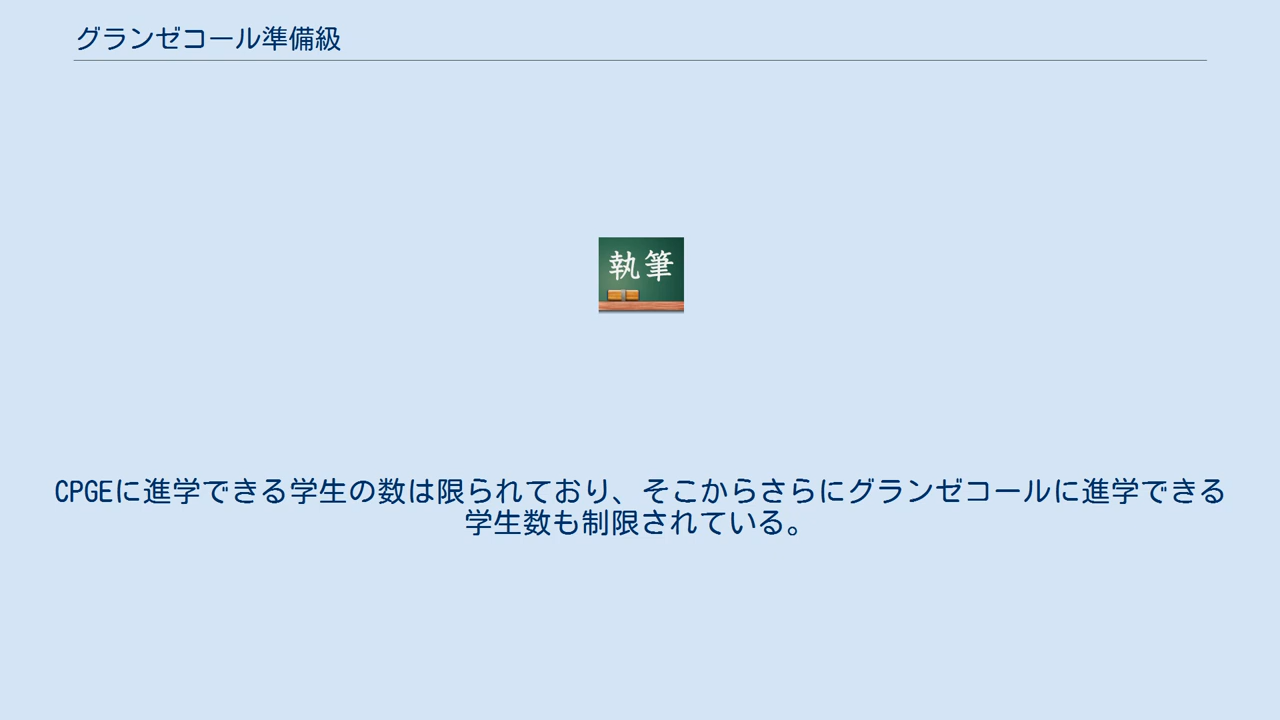 グランゼコール準備級
執筆
CPGEに進学できる学生の数は限られており、そこからさらにグランゼコールに進学できる
学生数も制限されている。